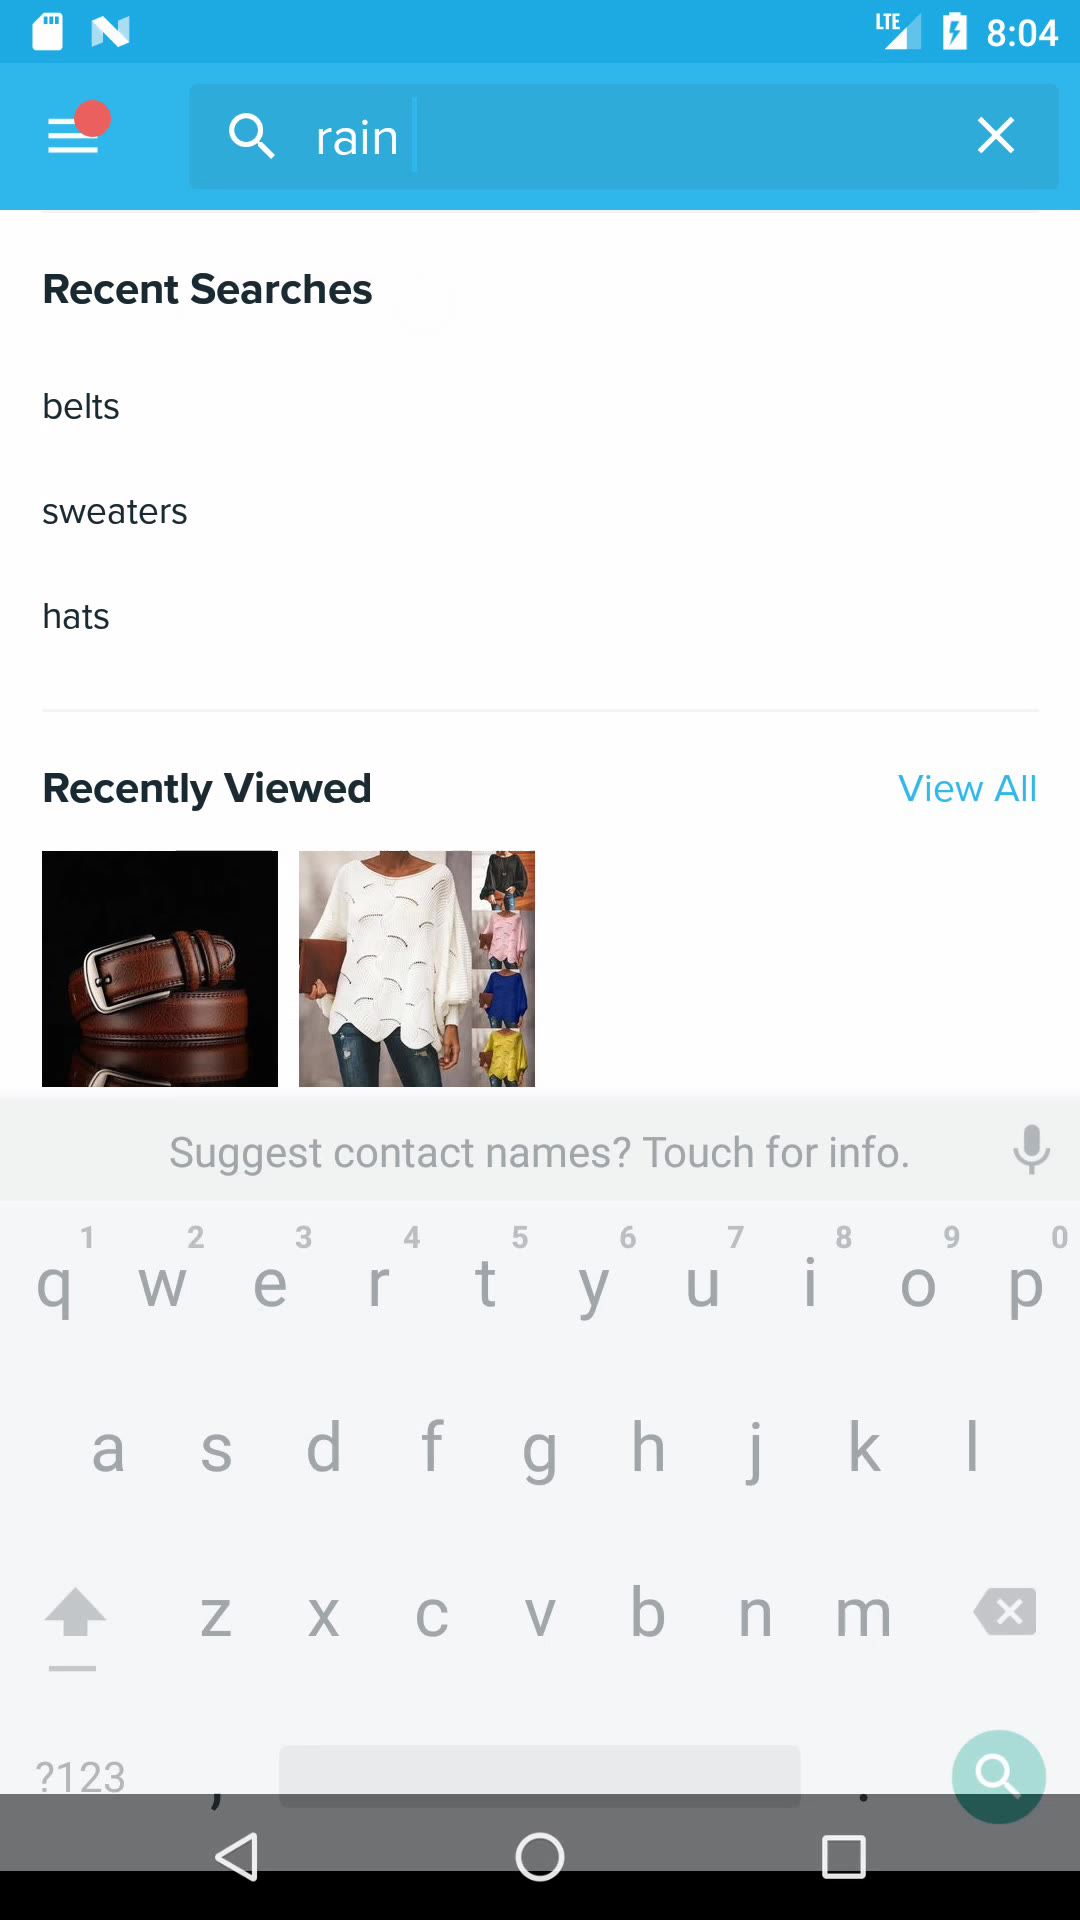 LTE 8:04
rain
Recent Searches
belts
sweaters
hats
Recently Viewed View All
Suggest contact names? Touch for info.
1 2 3 4 5 6 7 8 9 0
q w e r t y u i o p
a s d f g h j k l
z x c v b n m
?123 , .